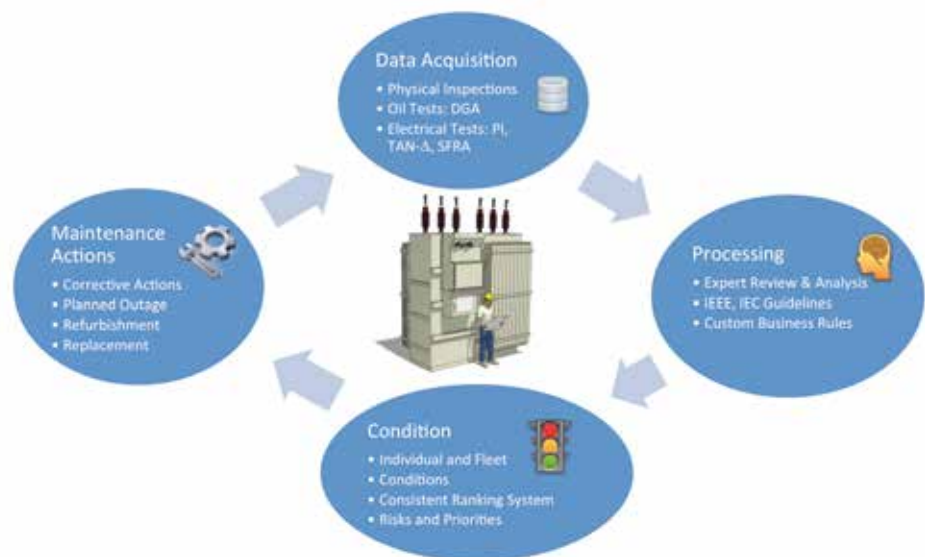 Data Acquisition
• Physical Inspections
• Oil Tests: DGA
• Electrical Tests: PI,
TAN-Δ, SFRA
Processing
• Expert Review & Analysis
• IEEE, IEC Guidelines
• Custom Business Rules
Condition
• Individual and Fleet
• Conditions
• Consistent Ranking System
• Risks and Priorities
Maintenance
Actions
• Corrective Actions
• Planned Outage
• Refurbishment
• Replacement